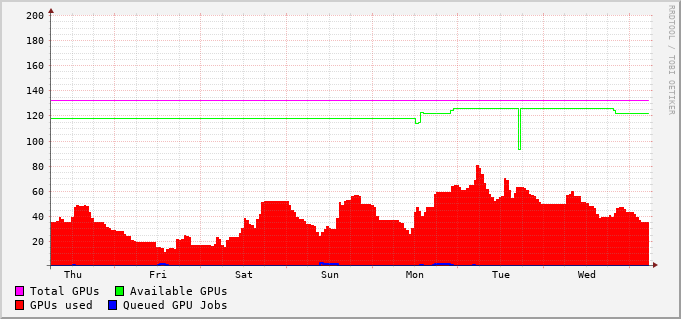 200
180
160
140
120
100
80
60
40
20
Thu Fri Sat Sun Mon Tue Wed
Total GPUs Available GPUs
GPUs used Queued GPU Jobs
RRDTOOL / TOBI OETIKER